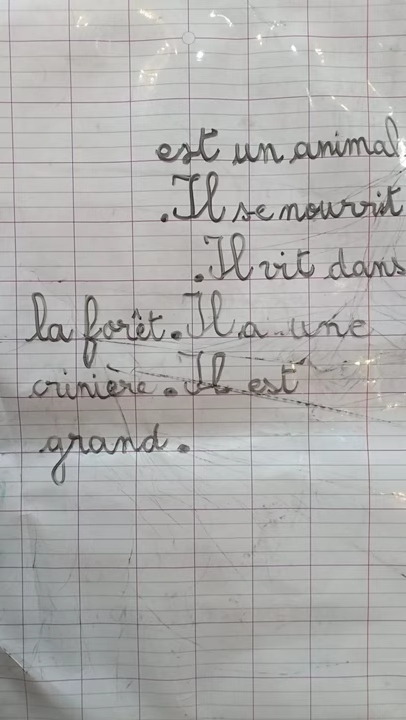 est un animal
. Il se nourrit
. Il vit dans
la forêt. Il a une
crinière. Il est
grand.